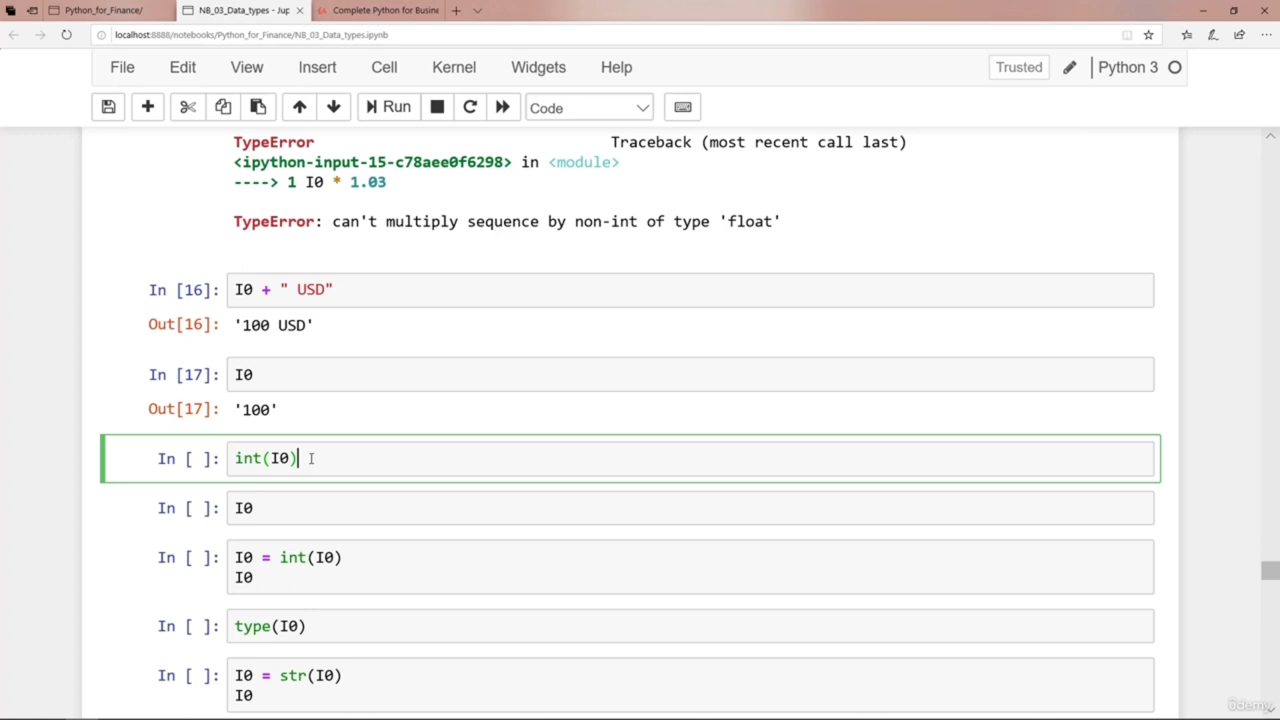 Python_for_Finance/
NB_03_Data_types - Jup
Complete Python for Busine
localhost:8888/notebooks/Python_for_Finance/NB_03_Data_types.ipynb
File Edit View Insert Cell Kernel Widgets Help
Trusted
Python 3
Run
Code
TypeError Traceback (most recent call last)
<ipython-input-15-c78aee0f6298> in <module>
----> 1 I0 * 1.03
TypeError: can't multiply sequence by non-int of type 'float'
In [16]: I0 + " USD"
Out[16]: '100 USD'
In [17]: I0
Out[17]: '100'
In [ ]: int(I0)
In [ ]: I0
In [ ]: I0 = int(I0)
I0
In [ ]: type(I0)
In [ ]: I0 = str(I0)
I0
ûdemy